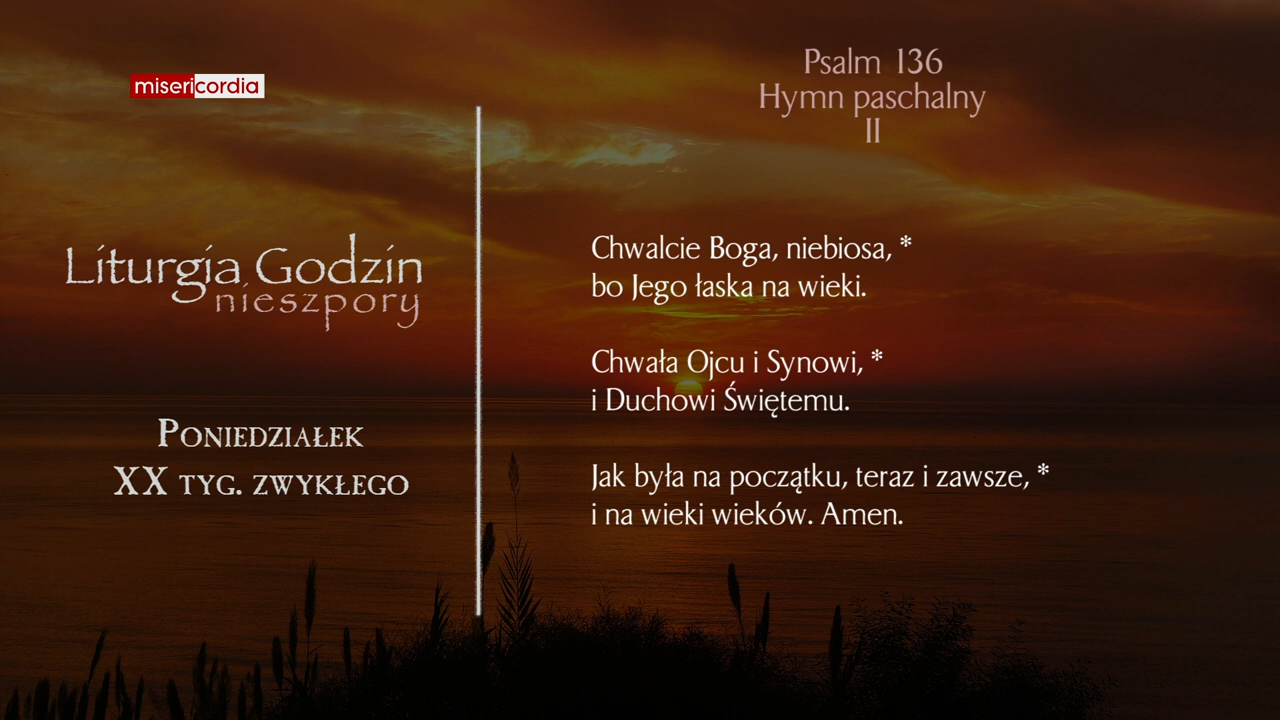 misericordia
Liturgia Godzin
nieszpory
Poniedziałek
XX tyg. zwykłego
Psalm 136
Hymn paschalny
II
Chwalcie Boga, niebiosa, *
bo Jego łaska na wieki.
Chwała Ojcu i Synowi, *
i Duchowi Świętemu.
Jak była na początku, teraz i zawsze, *
i na wieki wieków. Amen.